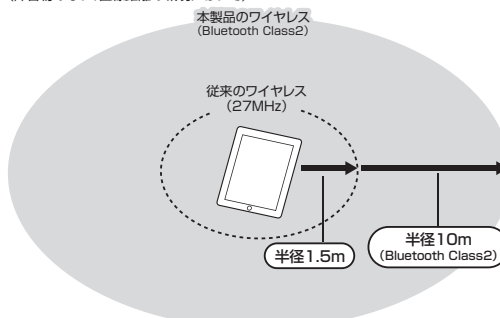 本製品のワイヤレス
(Bluetooth Class2)
従来のワイヤレス
(27MHz)
半径1.5m
半径10m
(Bluetooth Class2)